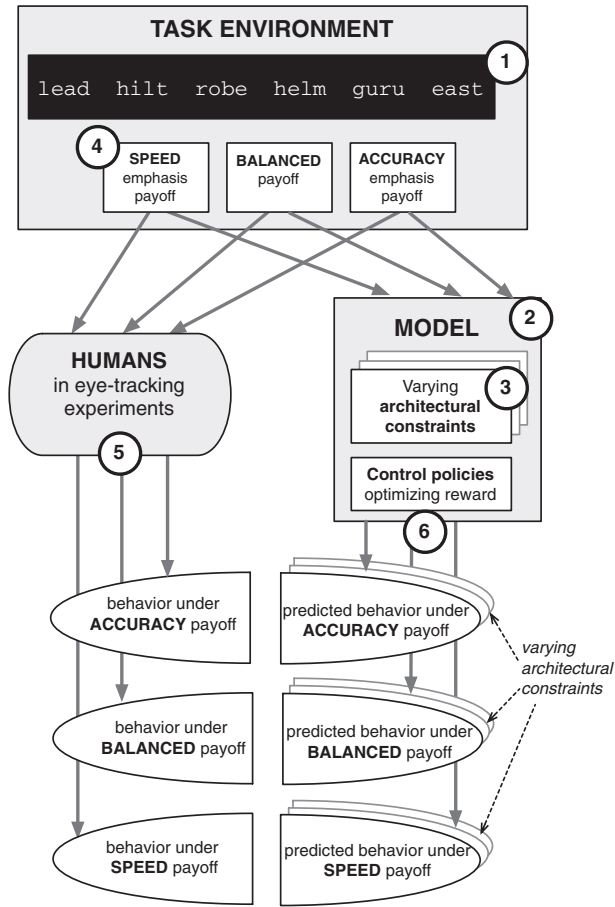 TASK ENVIRONMENT
1
lead hilt robe helm guru east
4
SPEED
emphasis
payoff
BALANCED
payoff
ACCURACY
emphasis
payoff
2
MODEL
HUMANS
in eye-tracking
experiments
3
Varying
architectural
constraints
5
Control policies
optimizing reward
6
behavior under
ACCURACY payoff
predicted behavior under
ACCURACY payoff
varying
architectural
constraints
behavior under
BALANCED payoff
predicted behavior under
BALANCED payoff
behavior under
SPEED payoff
predicted behavior under
SPEED payoff